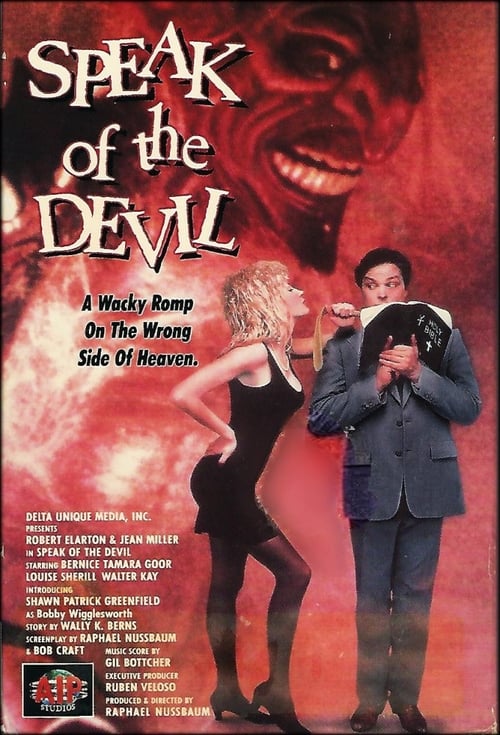 SPEAK
of the
DEVIL
A Wacky Romp
On The Wrong
Side Of Heaven.
HOLY
BIBLE
DELTA UNIQUE MEDIA, INC.
PRESENTS
ROBERT ELARTON & JEAN MILLER
IN SPEAK OF THE DEVIL
STARRING BERNICE TAMARA GOOR
LOUISE SHERILL WALTER KAY
INTRODUCING
SHAWN PATRICK GREENFIELD
AS Bobby Wigglesworth
STORY BY WALLY K. BERNS
SCREENPLAY BY RAPHAEL NUSSBAUM
& BOB CRAFT
MUSIC SCORE BY
GIL BOTTCHER
EXECUTIVE PRODUCER
RUBEN VELOSO
PRODUCED & DIRECTED BY
RAPHAEL NUSSBAUM
AIP
STUDIOS